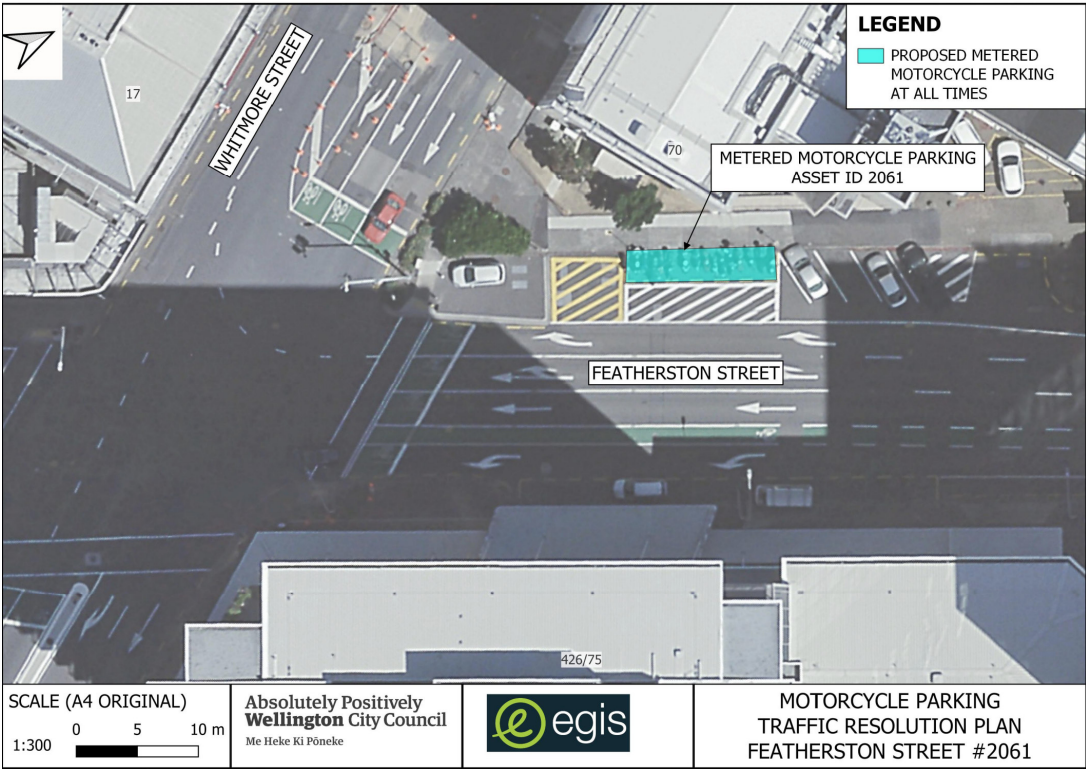 LEGEND
PROPOSED METERED
MOTORCYCLE PARKING
AT ALL TIMES
WHITMORE STREET
17
70
METERED MOTORCYCLE PARKING
ASSET ID 2061
FEATHERSTON STREET
426/75
SCALE (A4 ORIGINAL)
1:300
0 5 10 m
Absolutely Positively
Wellington City Council
Me Heke Ki Pōneke
egis
MOTORCYCLE PARKING
TRAFFIC RESOLUTION PLAN
FEATHERSTON STREET #2061